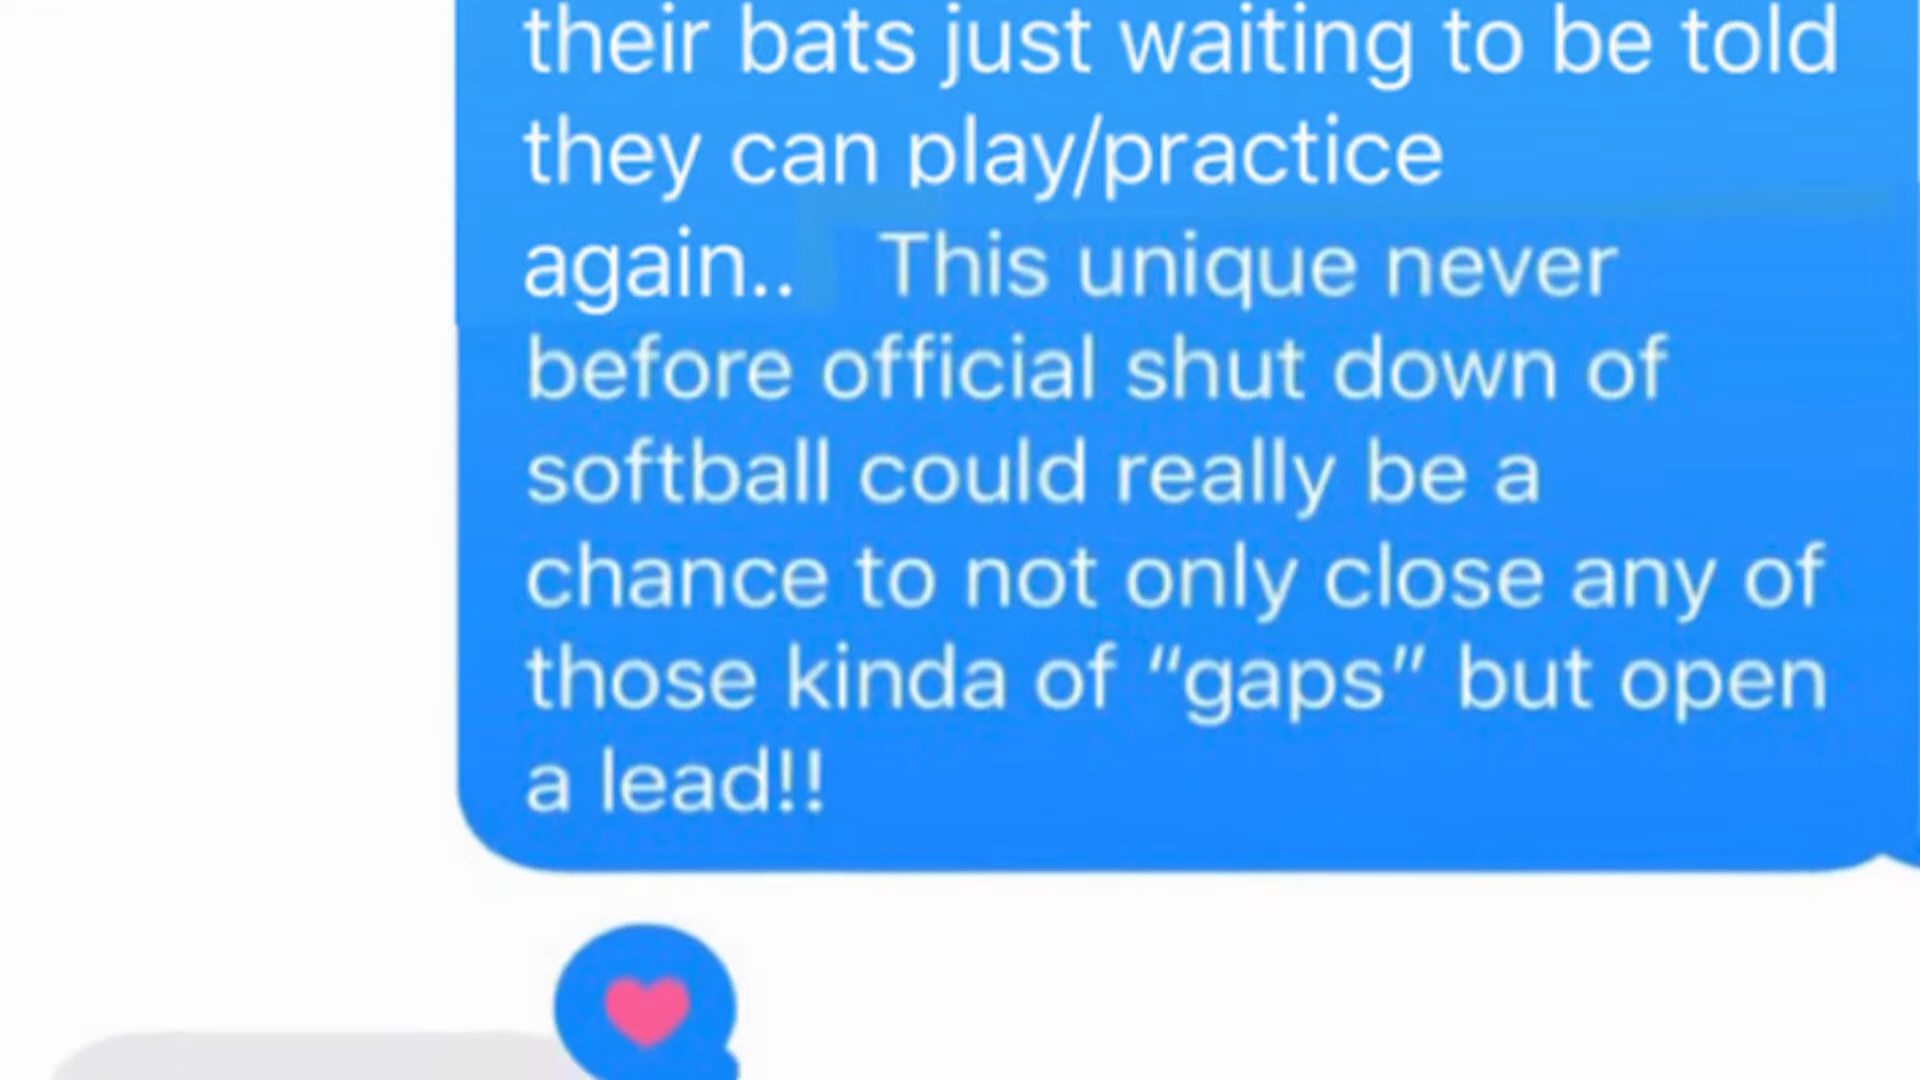 their bats just waiting to be told
they can play/practice
again.. This unique never
before official shut down of
softball could really be a
chance to not only close any of
those kinda of “gaps” but open
a lead!!